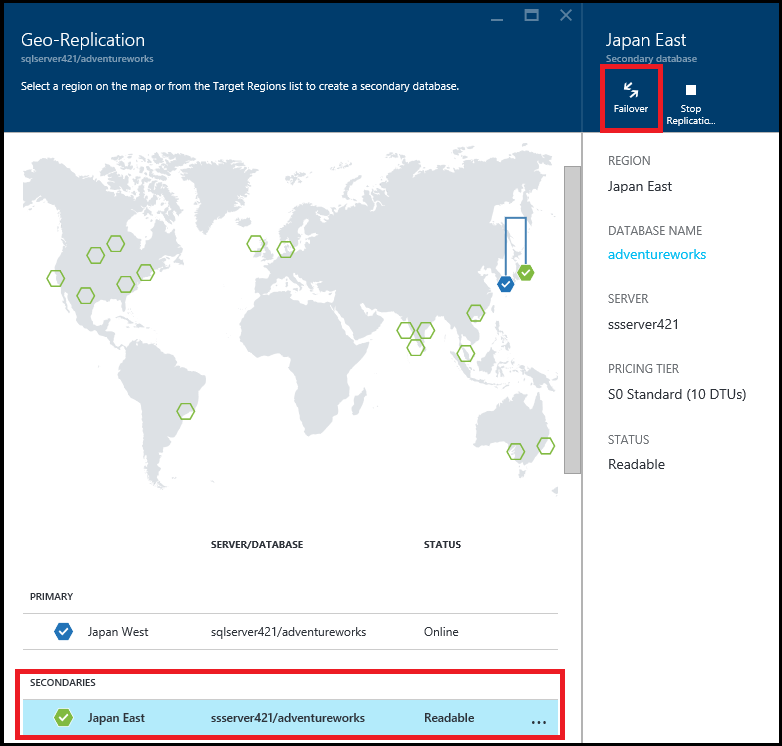 Geo-Replication
sqlserver421/adventureworks
Select a region on the map or from the Target Regions list to create a secondary database.
SERVER/DATABASE STATUS
PRIMARY
Japan West sqlserver421/adventureworks Online
SECONDARIES
Japan East ssserver421/adventureworks Readable ...
Japan East
Secondary database
Failover
Stop
Replicatio...
REGION
Japan East
DATABASE NAME
adventureworks
SERVER
ssserver421
PRICING TIER
S0 Standard (10 DTUs)
STATUS
Readable